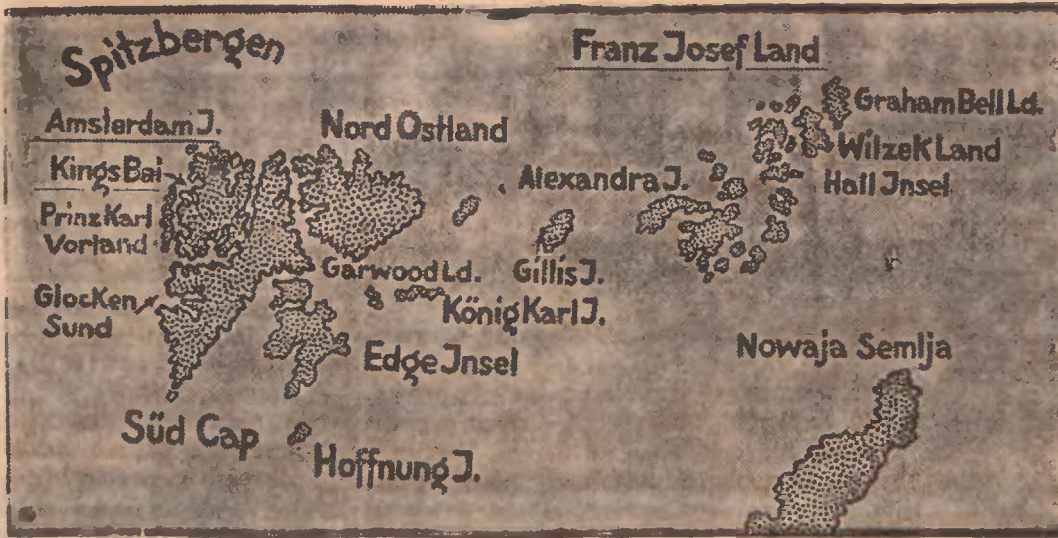 Spitzbergen
Franz Josef Land
Amsterdam J.
Nord Ostland
Graham Bell Ld.
Kings Bai
Wilzek Land
Alexandra J.
Hall Jnsel
Prinz Karl
Vorland
Garwood Ld.
Gillis J.
Glocken
Sund
König Karl J.
Edge Jnsel
Nowaja Semlja
Süd Cap
Hoffnung J.